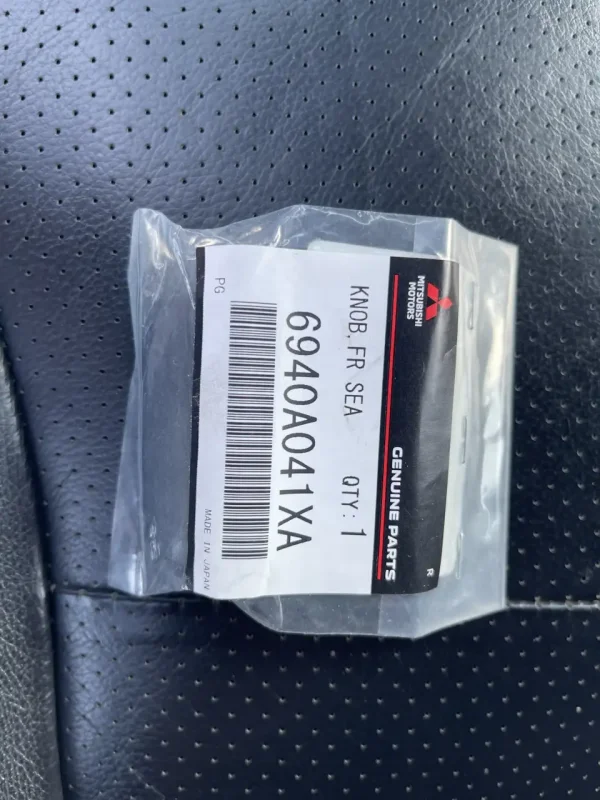 MITSUBISHI
MOTORS
GENUINE PARTS
R
KNOB, FR SEA QTY: 1
6940A041XA
PG
MADE IN JAPAN